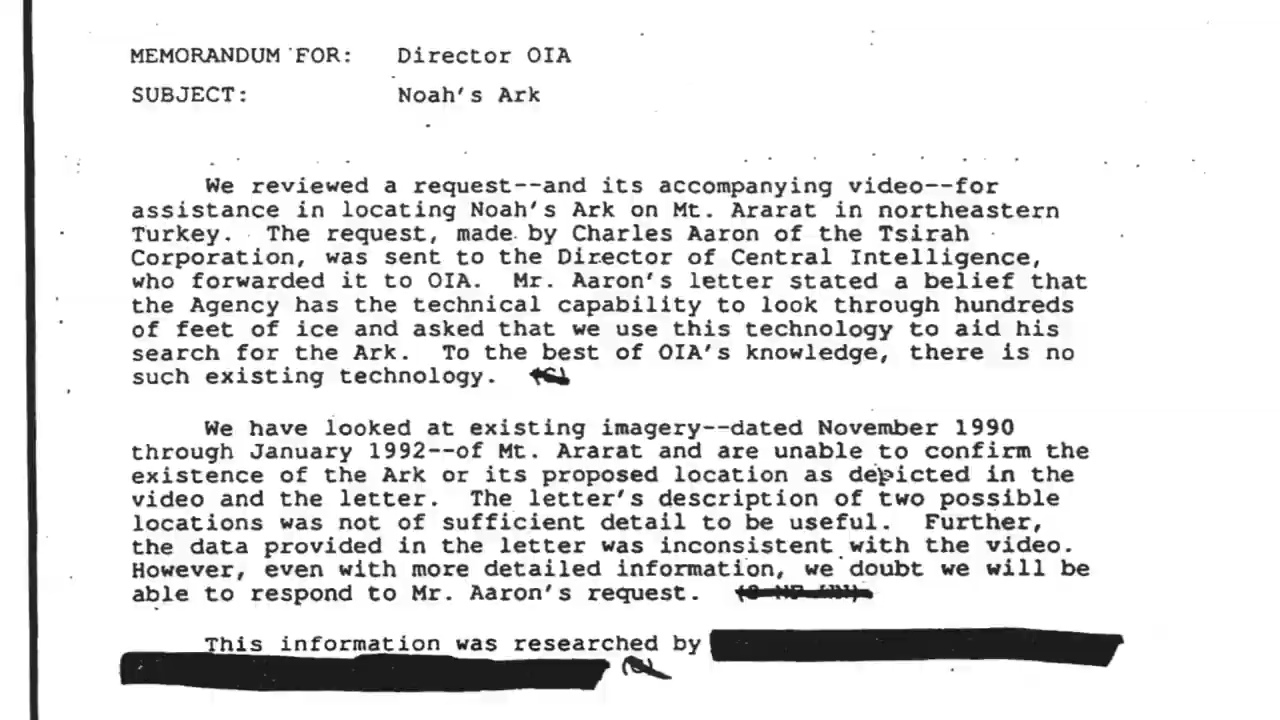 MEMORANDUM FOR: Director OIA
SUBJECT: Noah's Ark
We reviewed a request--and its accompanying video--for
assistance in locating Noah's Ark on Mt. Ararat in northeastern
Turkey. The request, made by Charles Aaron of the Tsirah
Corporation, was sent to the Director of Central Intelligence,
who forwarded it to OIA. Mr. Aaron's letter stated a belief that
the Agency has the technical capability to look through hundreds
of feet of ice and asked that we use this technology to aid his
search for the Ark. To the best of OIA's knowledge, there is no
such existing technology.
We have looked at existing imagery--dated November 1990
through January 1992--of Mt. Ararat and are unable to confirm the
existence of the Ark or its proposed location as depicted in the
video and the letter. The letter's description of two possible
locations was not of sufficient detail to be useful. Further,
the data provided in the letter was inconsistent with the video.
However, even with more detailed information, we doubt we will be
able to respond to Mr. Aaron's request.
This information was researched by